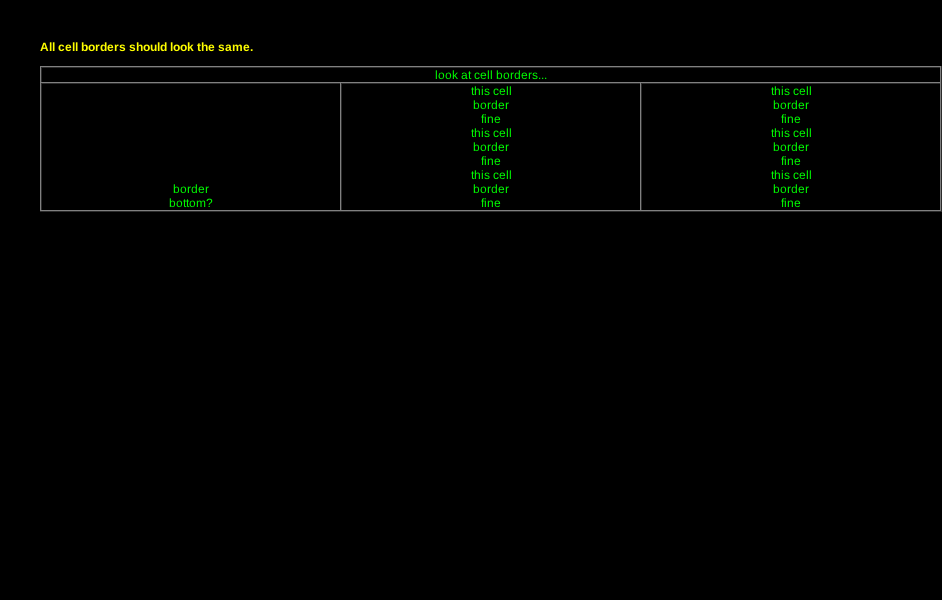 All cell borders should look the same.
look at cell borders...
border
bottom?
this cell
border
fine
this cell
border
fine
this cell
border
fine
this cell
border
fine
this cell
border
fine
this cell
border
fine